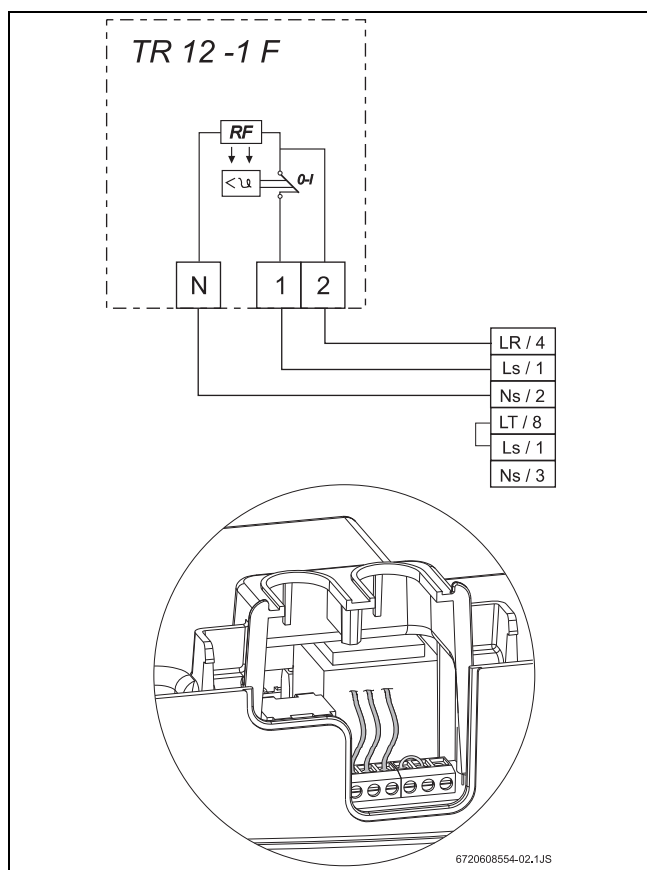 TR 12 -1 F
RF
0-I
N
1
2
LR / 4
Ls / 1
Ns / 2
LT / 8
Ls / 1
Ns / 3
6720608554-02.1JS